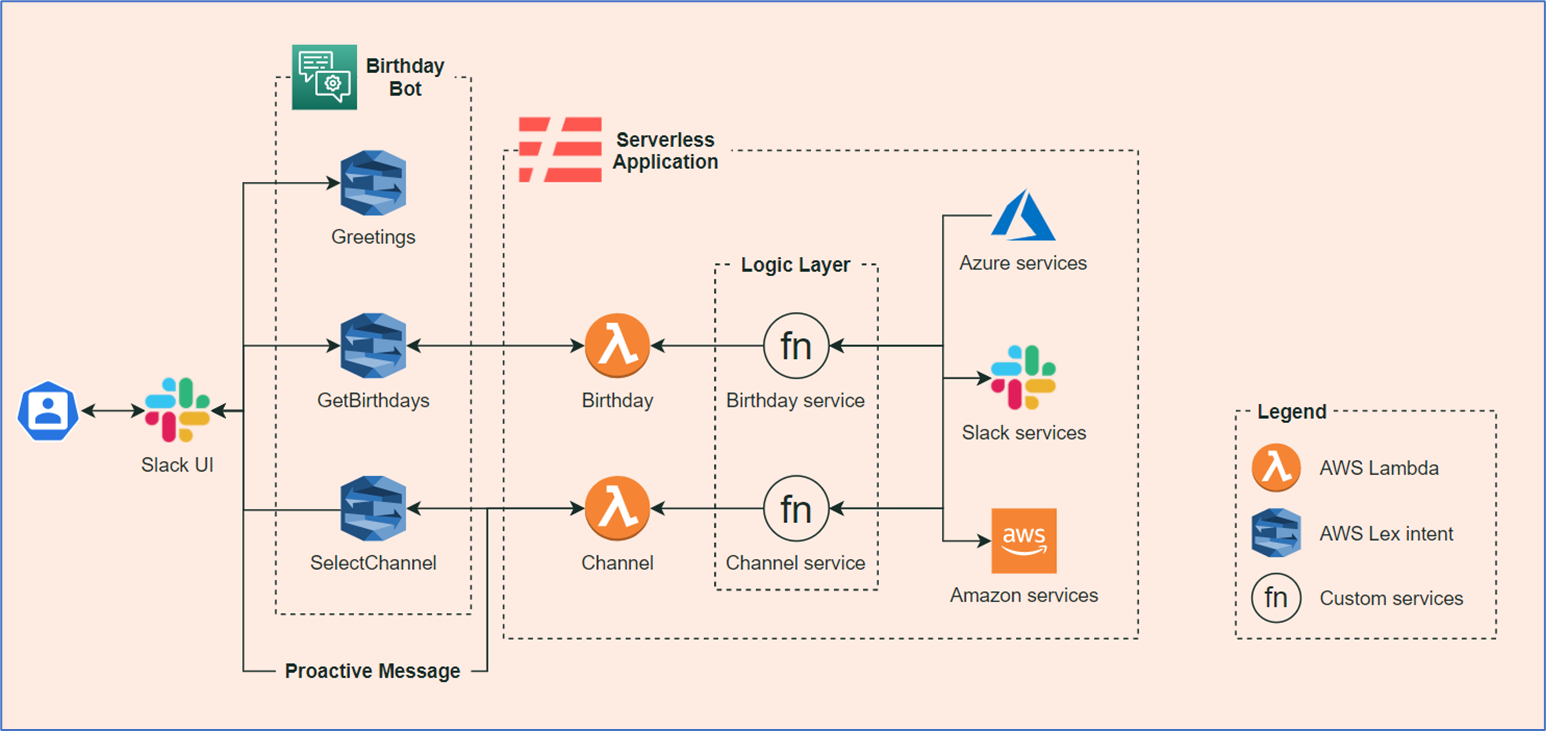 Birthday
Bot
Serverless
Application
Greetings
Azure services
Logic Layer
fn
GetBirthdays
Birthday
Birthday service
Slack UI
Slack services
SelectChannel
Channel
fn
Channel service
aws
Amazon services
Proactive Message
Legend
AWS Lambda
AWS Lex intent
fn
Custom services